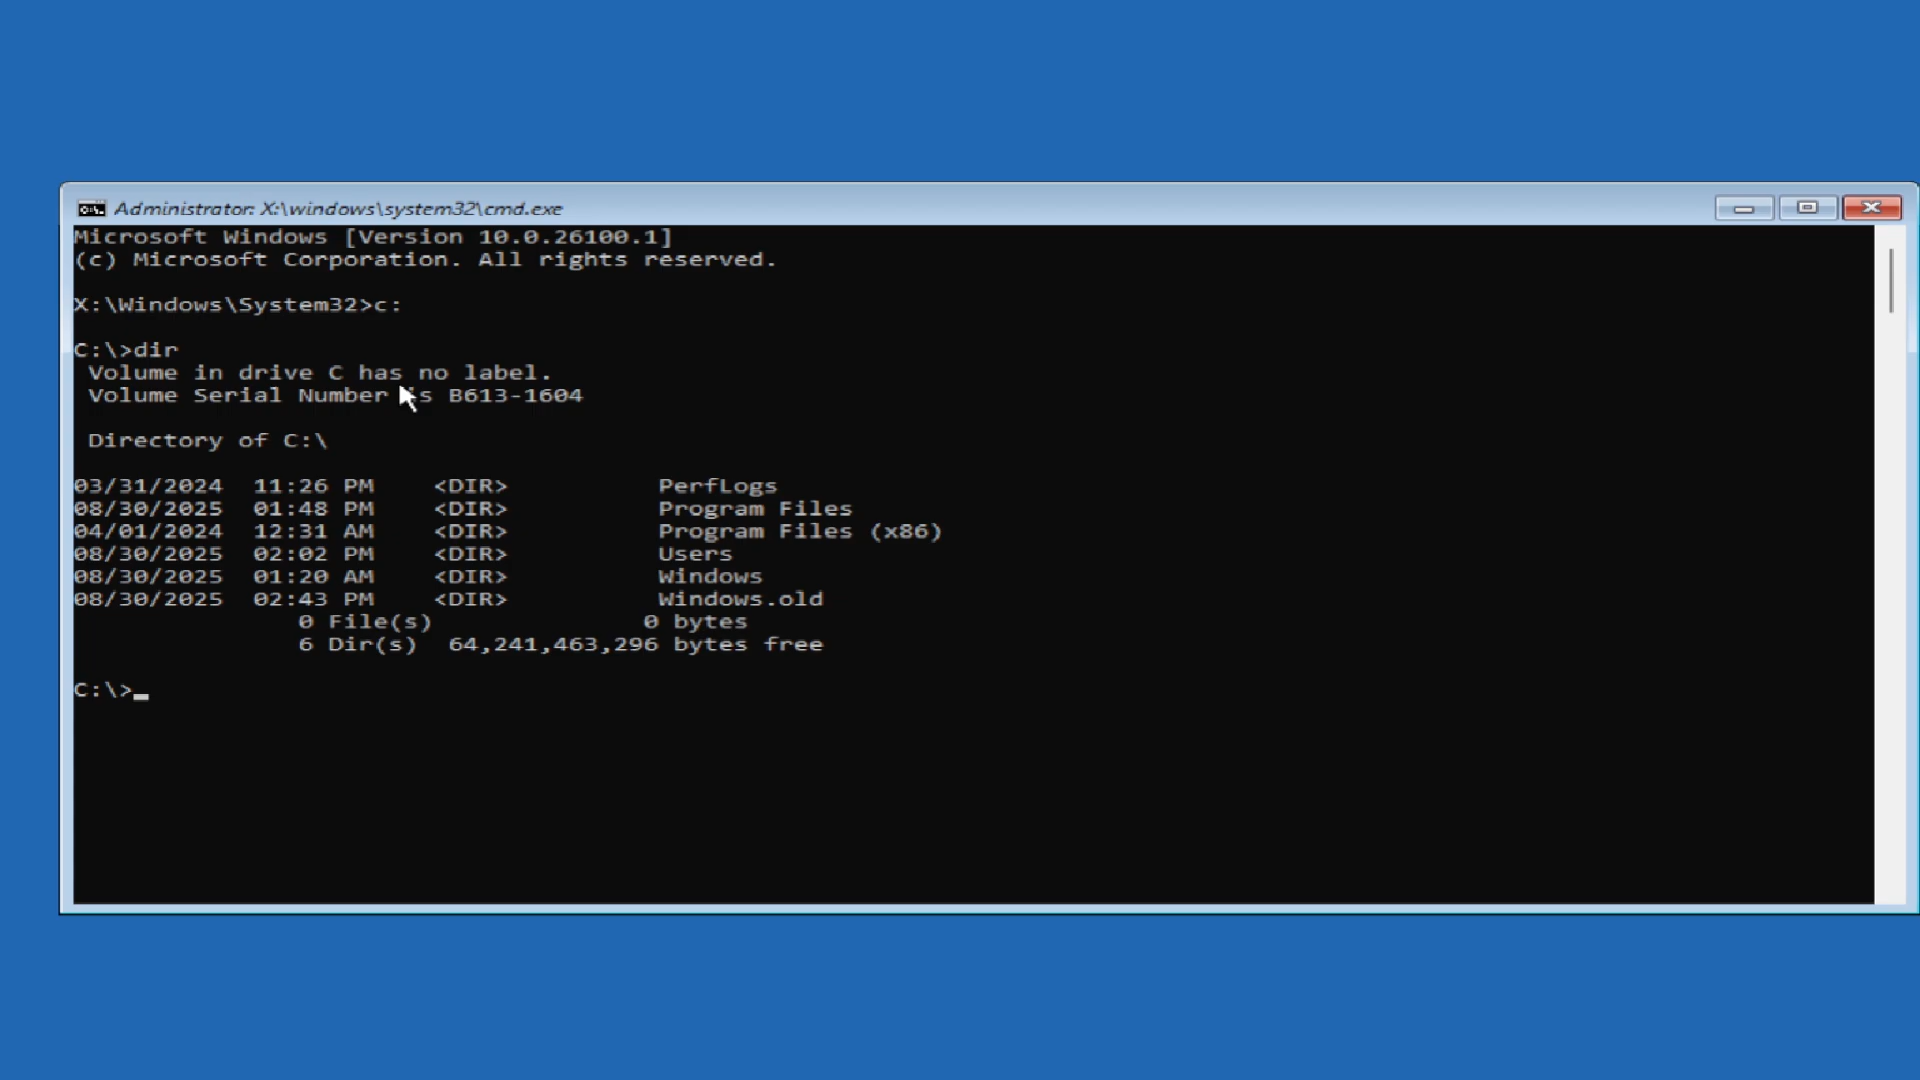 Administrator: X:\windows\system32\cmd.exe
Microsoft Windows [Version 10.0.26100.1]
(c) Microsoft Corporation. All rights reserved.
X:\Windows\System32>c:
C:\>dir
Volume in drive C has no label.
Volume Serial Number is B613-1604
Directory of C:\
03/31/2024  11:26 PM    <DIR>          PerfLogs
08/30/2025  01:48 PM    <DIR>          Program Files
04/01/2024  12:31 AM    <DIR>          Program Files (x86)
08/30/2025  02:02 PM    <DIR>          Users
08/30/2025  01:20 AM    <DIR>          Windows
08/30/2025  02:43 PM    <DIR>          Windows.old
0 File(s)              0 bytes
6 Dir(s)  64,241,463,296 bytes free
C:\>_